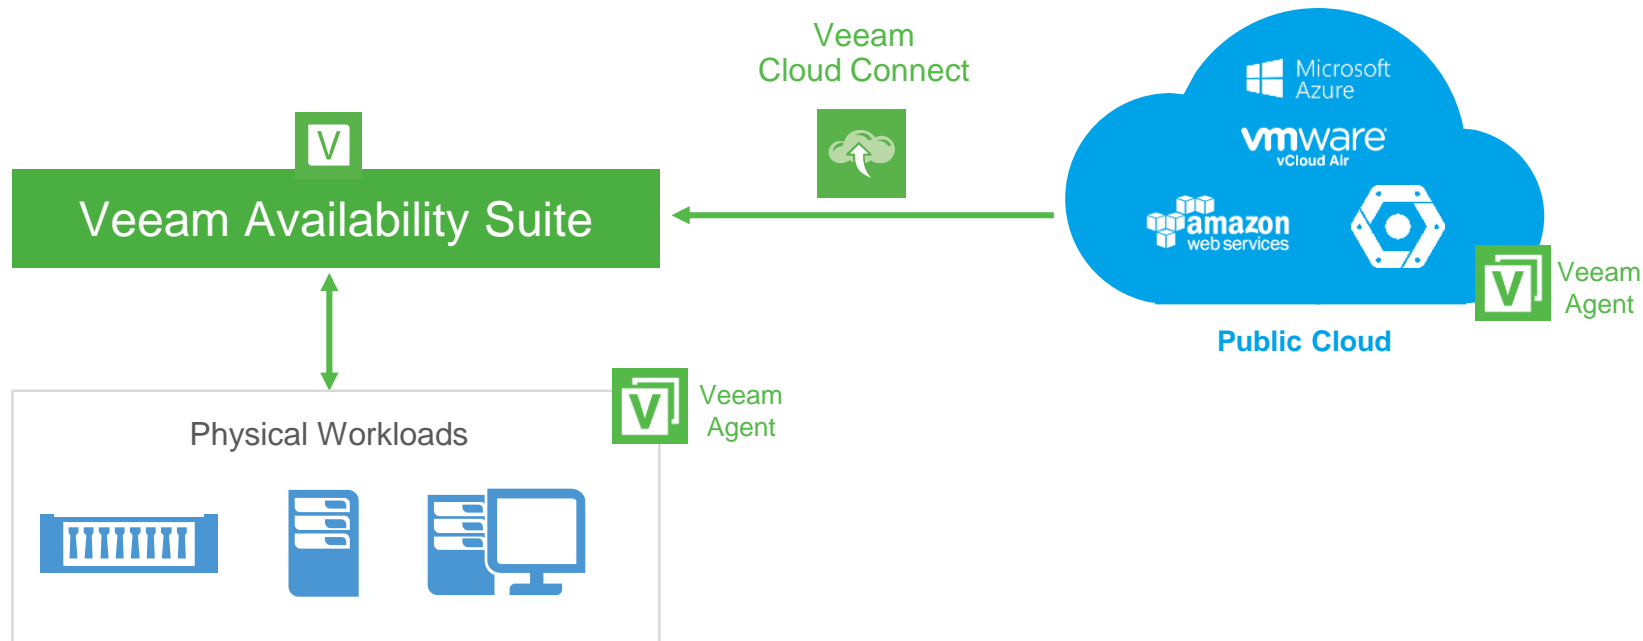 Veeam
Cloud Connect
Microsoft
Azure
vmware
vCloud Air
V
Veeam Availability Suite
amazon
web services
V
Veeam
Agent
Public Cloud
V
Veeam
Agent
Physical Workloads